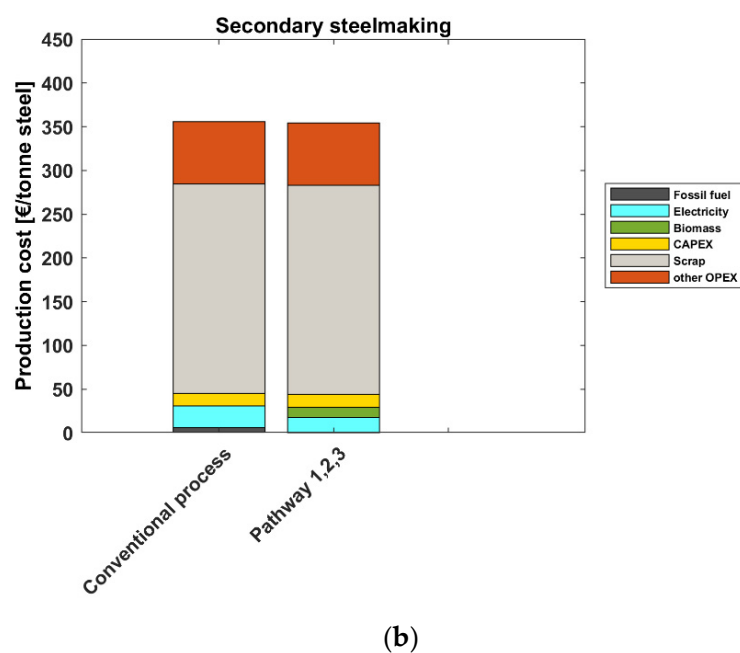 Secondary steelmaking
Production cost [€/tonne steel]
450
400
350
300
250
200
150
100
50
0
Conventional process
Pathway 1,2,3
Fossil fuel
Electricity
Biomass
CAPEX
Scrap
other OPEX
(b)